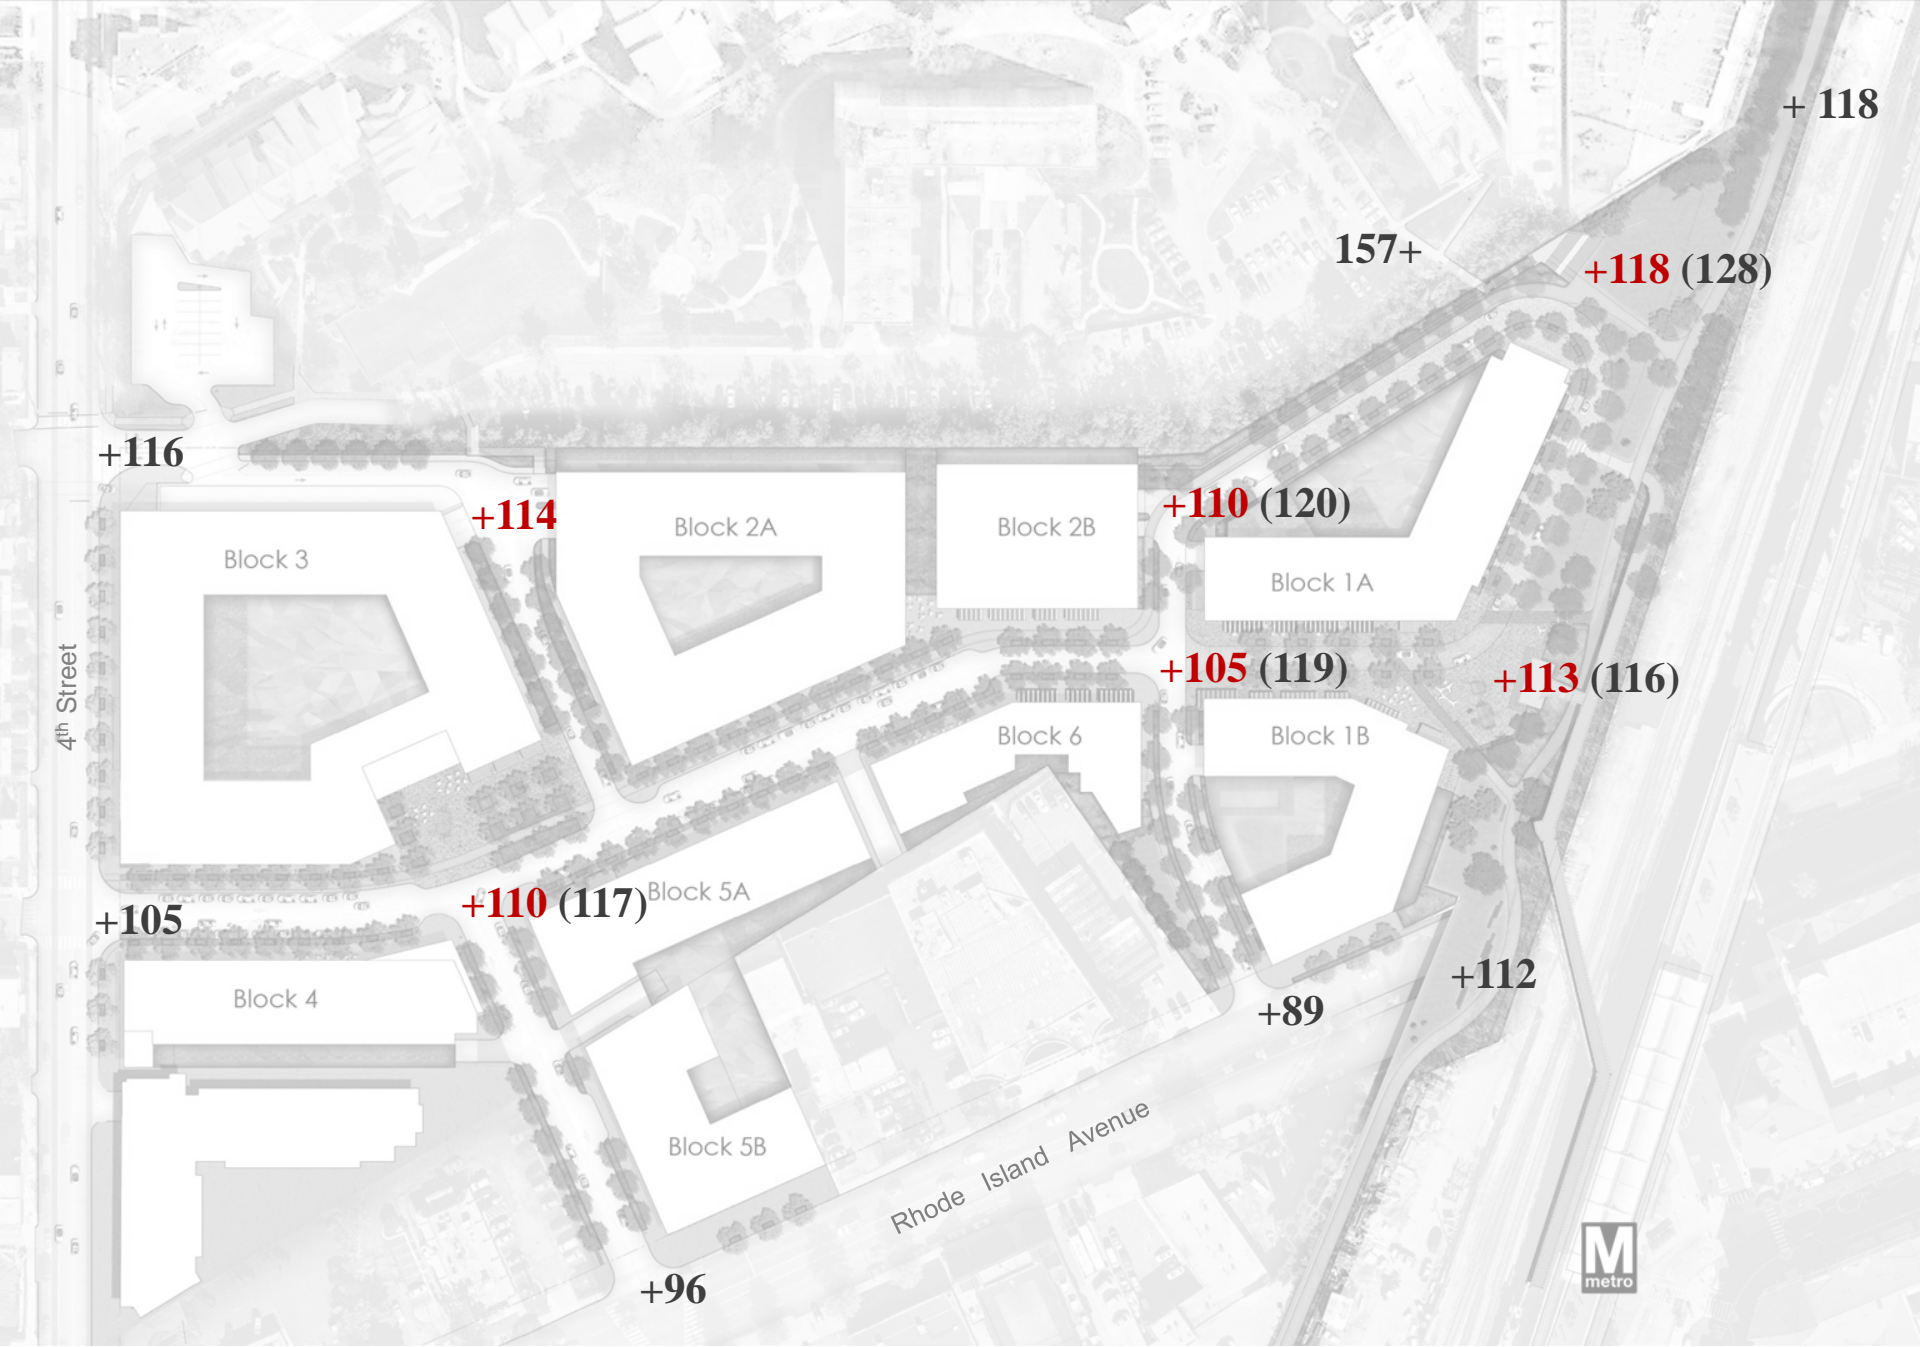 + 118
157+
+118 (128)
+116
+114
+110 (120)
Block 2A
Block 2B
Block 3
Block 1A
4th Street
+105 (119)
+113 (116)
Block 6
Block 1B
Block 5A
+110 (117)
+105
+112
Block 4
+89
Rhode Island Avenue
Block 5B
+96
M
metro